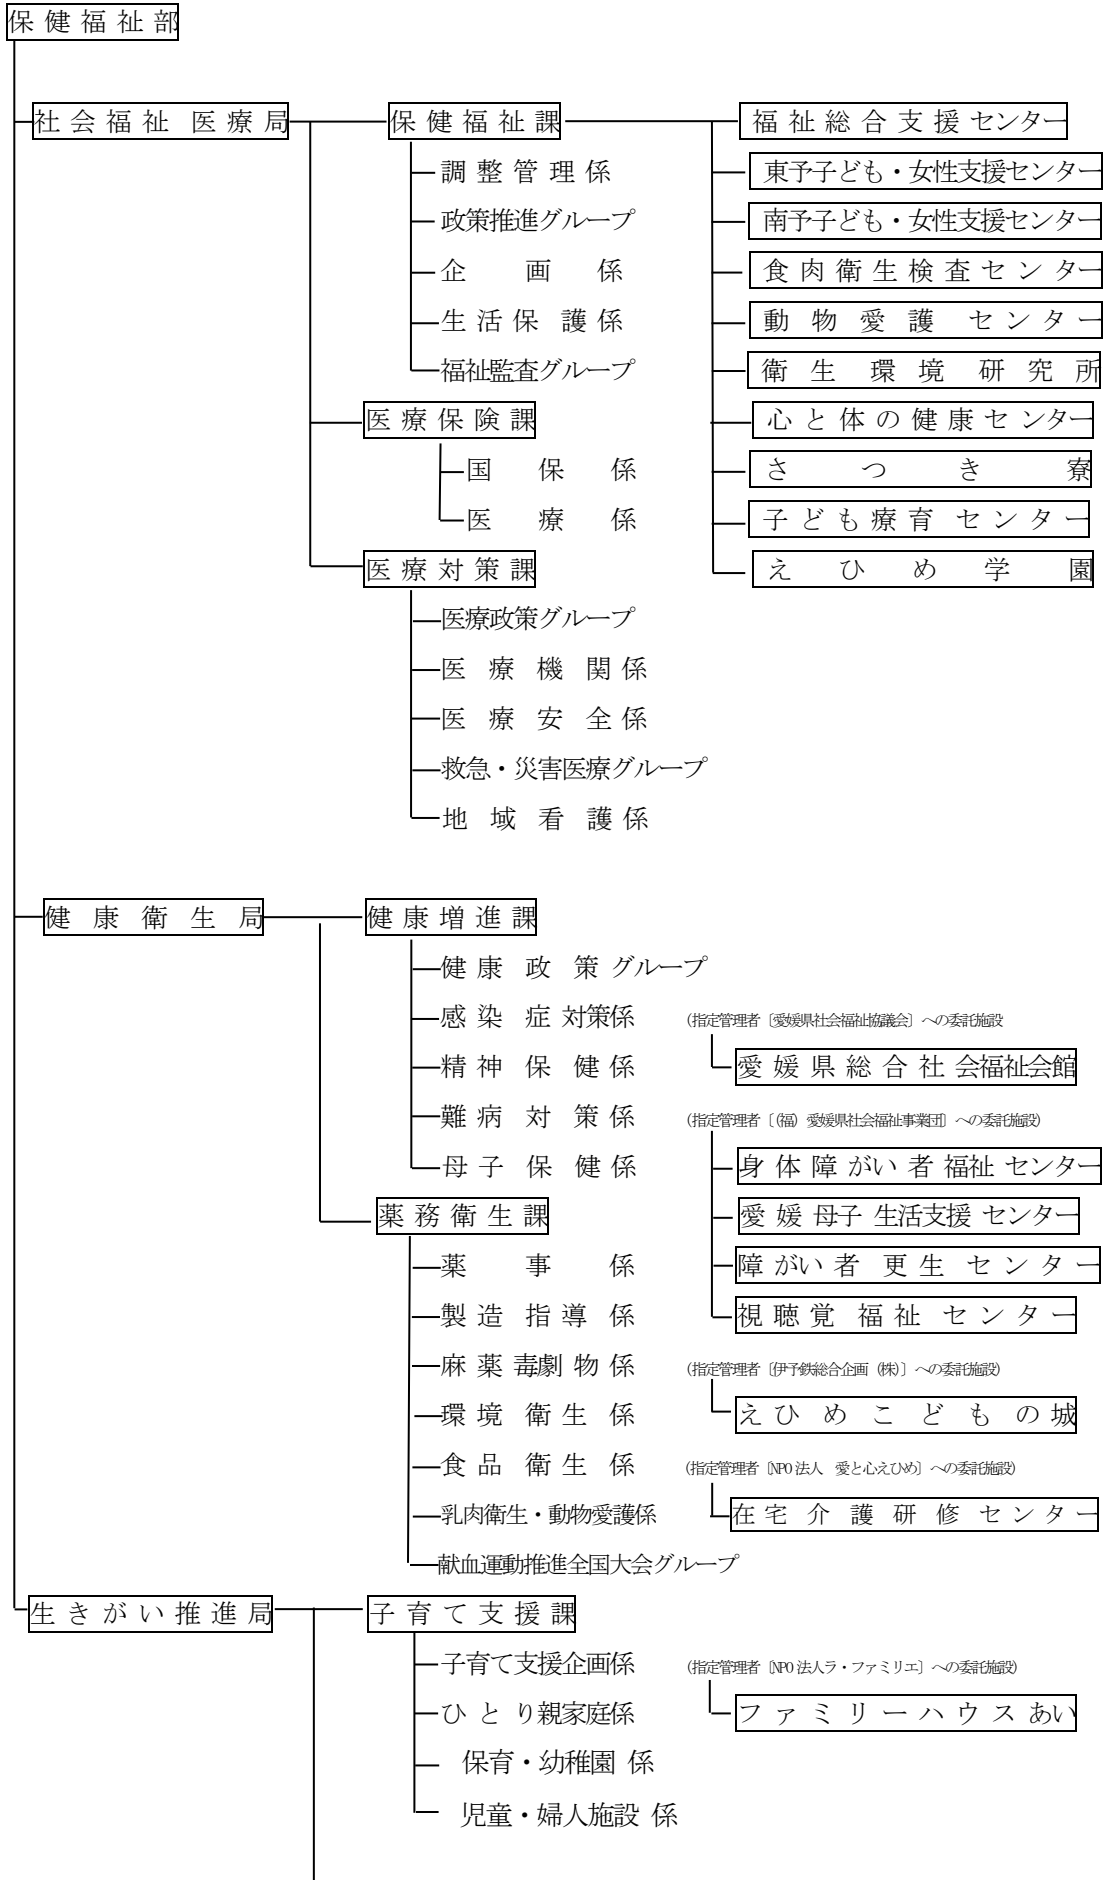 保健福祉部
社会福祉医療局 保健福祉課 福祉総合支援センター
調整管理係 東予子ども・女性支援センター
政策推進グループ 南予子ども・女性支援センター
企画係 食肉衛生検査センター
生活保護係 動物愛護センター
福祉監査グループ 衛生環境研究所
医療保険課 心と体の健康センター
国保係 さつき寮
医療係 子ども療育センター
医療対策課 えひめ学園
医療政策グループ
医療機関係
医療安全係
救急・災害医療グループ
地域看護係
健康衛生局 健康増進課
健康政策グループ
感染症対策係 (指定管理者〔愛媛県社会福祉協議会〕への委託施設
精神保健係 愛媛県総合社会福祉会館
難病対策係 (指定管理者〔(福)愛媛県社会福祉事業団〕への委託施設)
母子保健係 身体障がい者福祉センター
薬務衛生課 愛媛母子生活支援センター
薬事係 障がい者更生センター
製造指導係 視聴覚福祉センター
麻薬毒劇物係 (指定管理者〔伊予鉄総合企画(株)〕への委託施設)
環境衛生係 えひめこどもの城
食品衛生係 (指定管理者〔NPO法人 愛と心えひめ〕への委託施設)
乳肉衛生・動物愛護係 在宅介護研修センター
献血運動推進全国大会グループ
生きがい推進局 子育て支援課
子育て支援企画係 (指定管理者〔NPO法人ラ・ファミリエ〕への委託施設)
ひとり親家庭係 ファミリーハウスあい
保育・幼稚園係
児童・婦人施設係